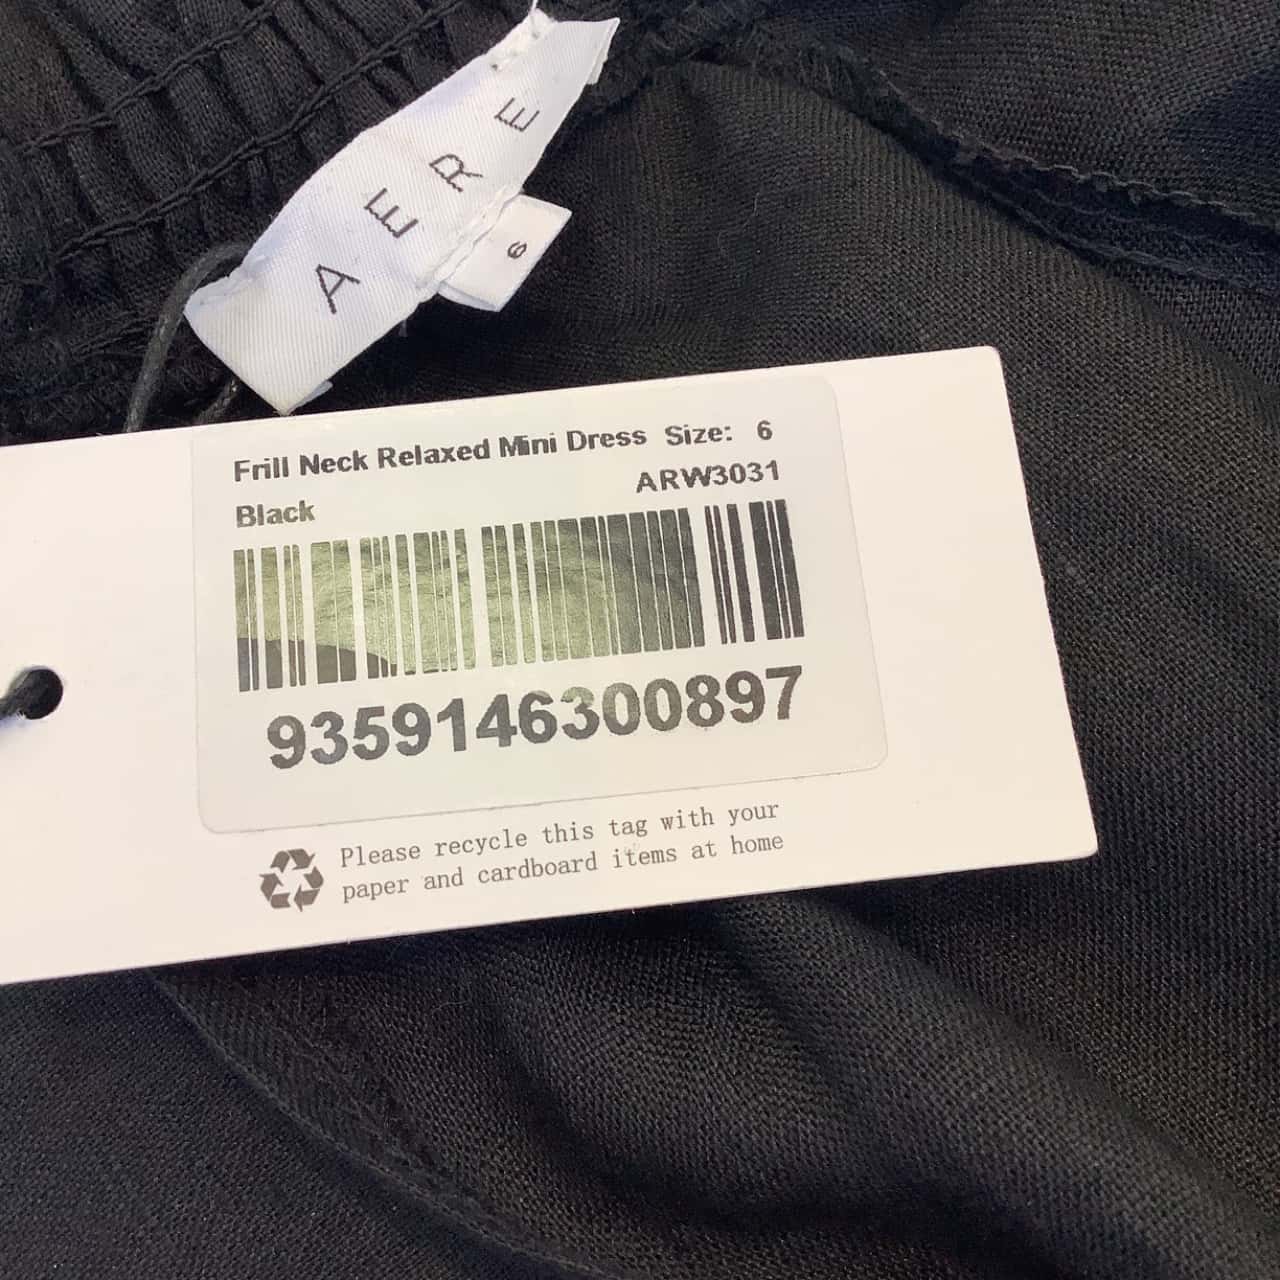 AERE
6
Frill Neck Relaxed Mini Dress Size: 6
ARW3031
Black
9359146300897
Please recycle this tag with your
paper and cardboard items at home